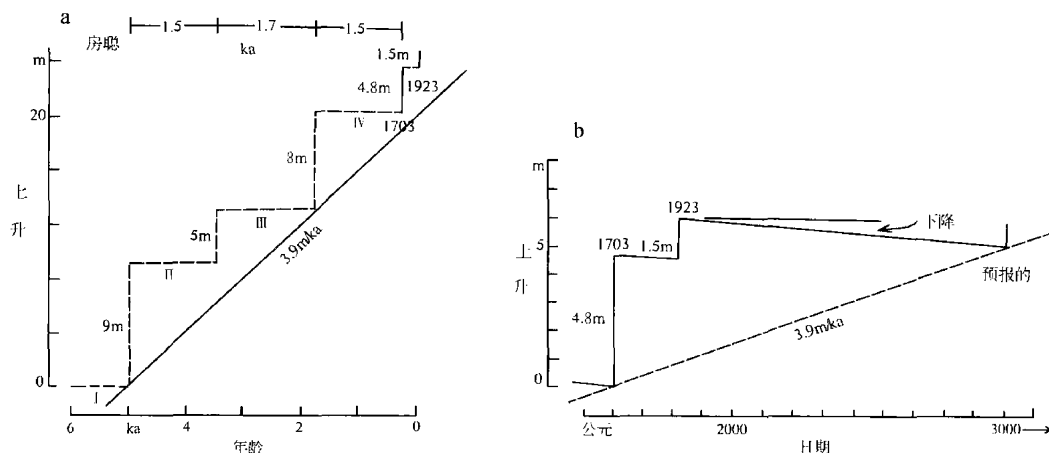 a
1.5 1.7 1.5
房聪 ka
m
1.5m
4.8m 1923
20
IV
1703
8m
上
升
III
5m
3.9m/ka
II
9m
0
I
6 ka 4 2 0
年龄
b
m
1923
下降
1703 1.5m
5
上
升
预报的
4.8m
3.9m/ka
0
公元 2000 3000
日期